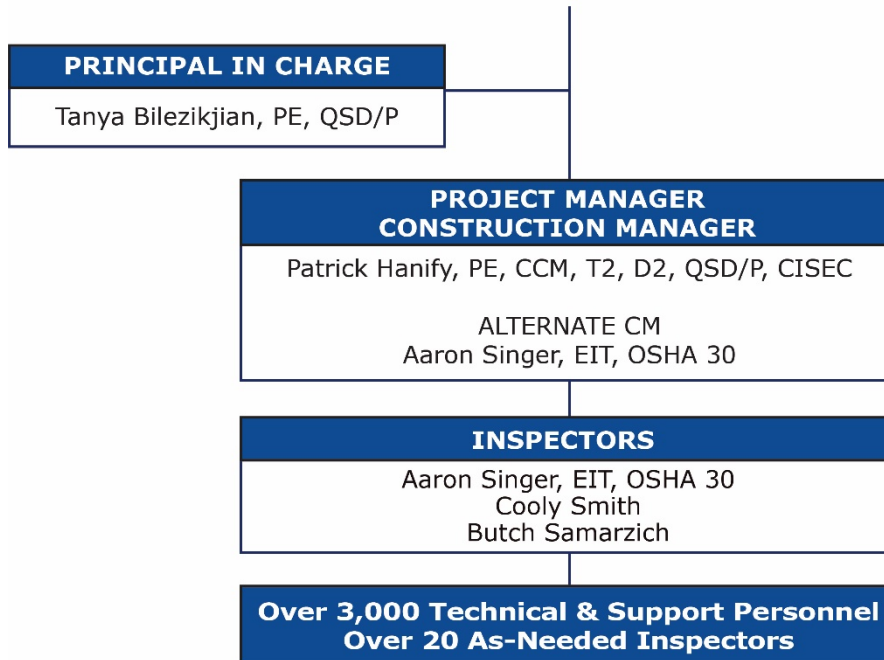 PRINCIPAL IN CHARGE
Tanya Bilezikjian, PE, QSD/P
PROJECT MANAGER
CONSTRUCTION MANAGER
Patrick Hanify, PE, CCM, T2, D2, QSD/P, CISEC
ALTERNATE CM
Aaron Singer, EIT, OSHA 30
INSPECTORS
Aaron Singer, EIT, OSHA 30
Cooly Smith
Butch Samarzich
Over 3,000 Technical & Support Personnel
Over 20 As-Needed Inspectors